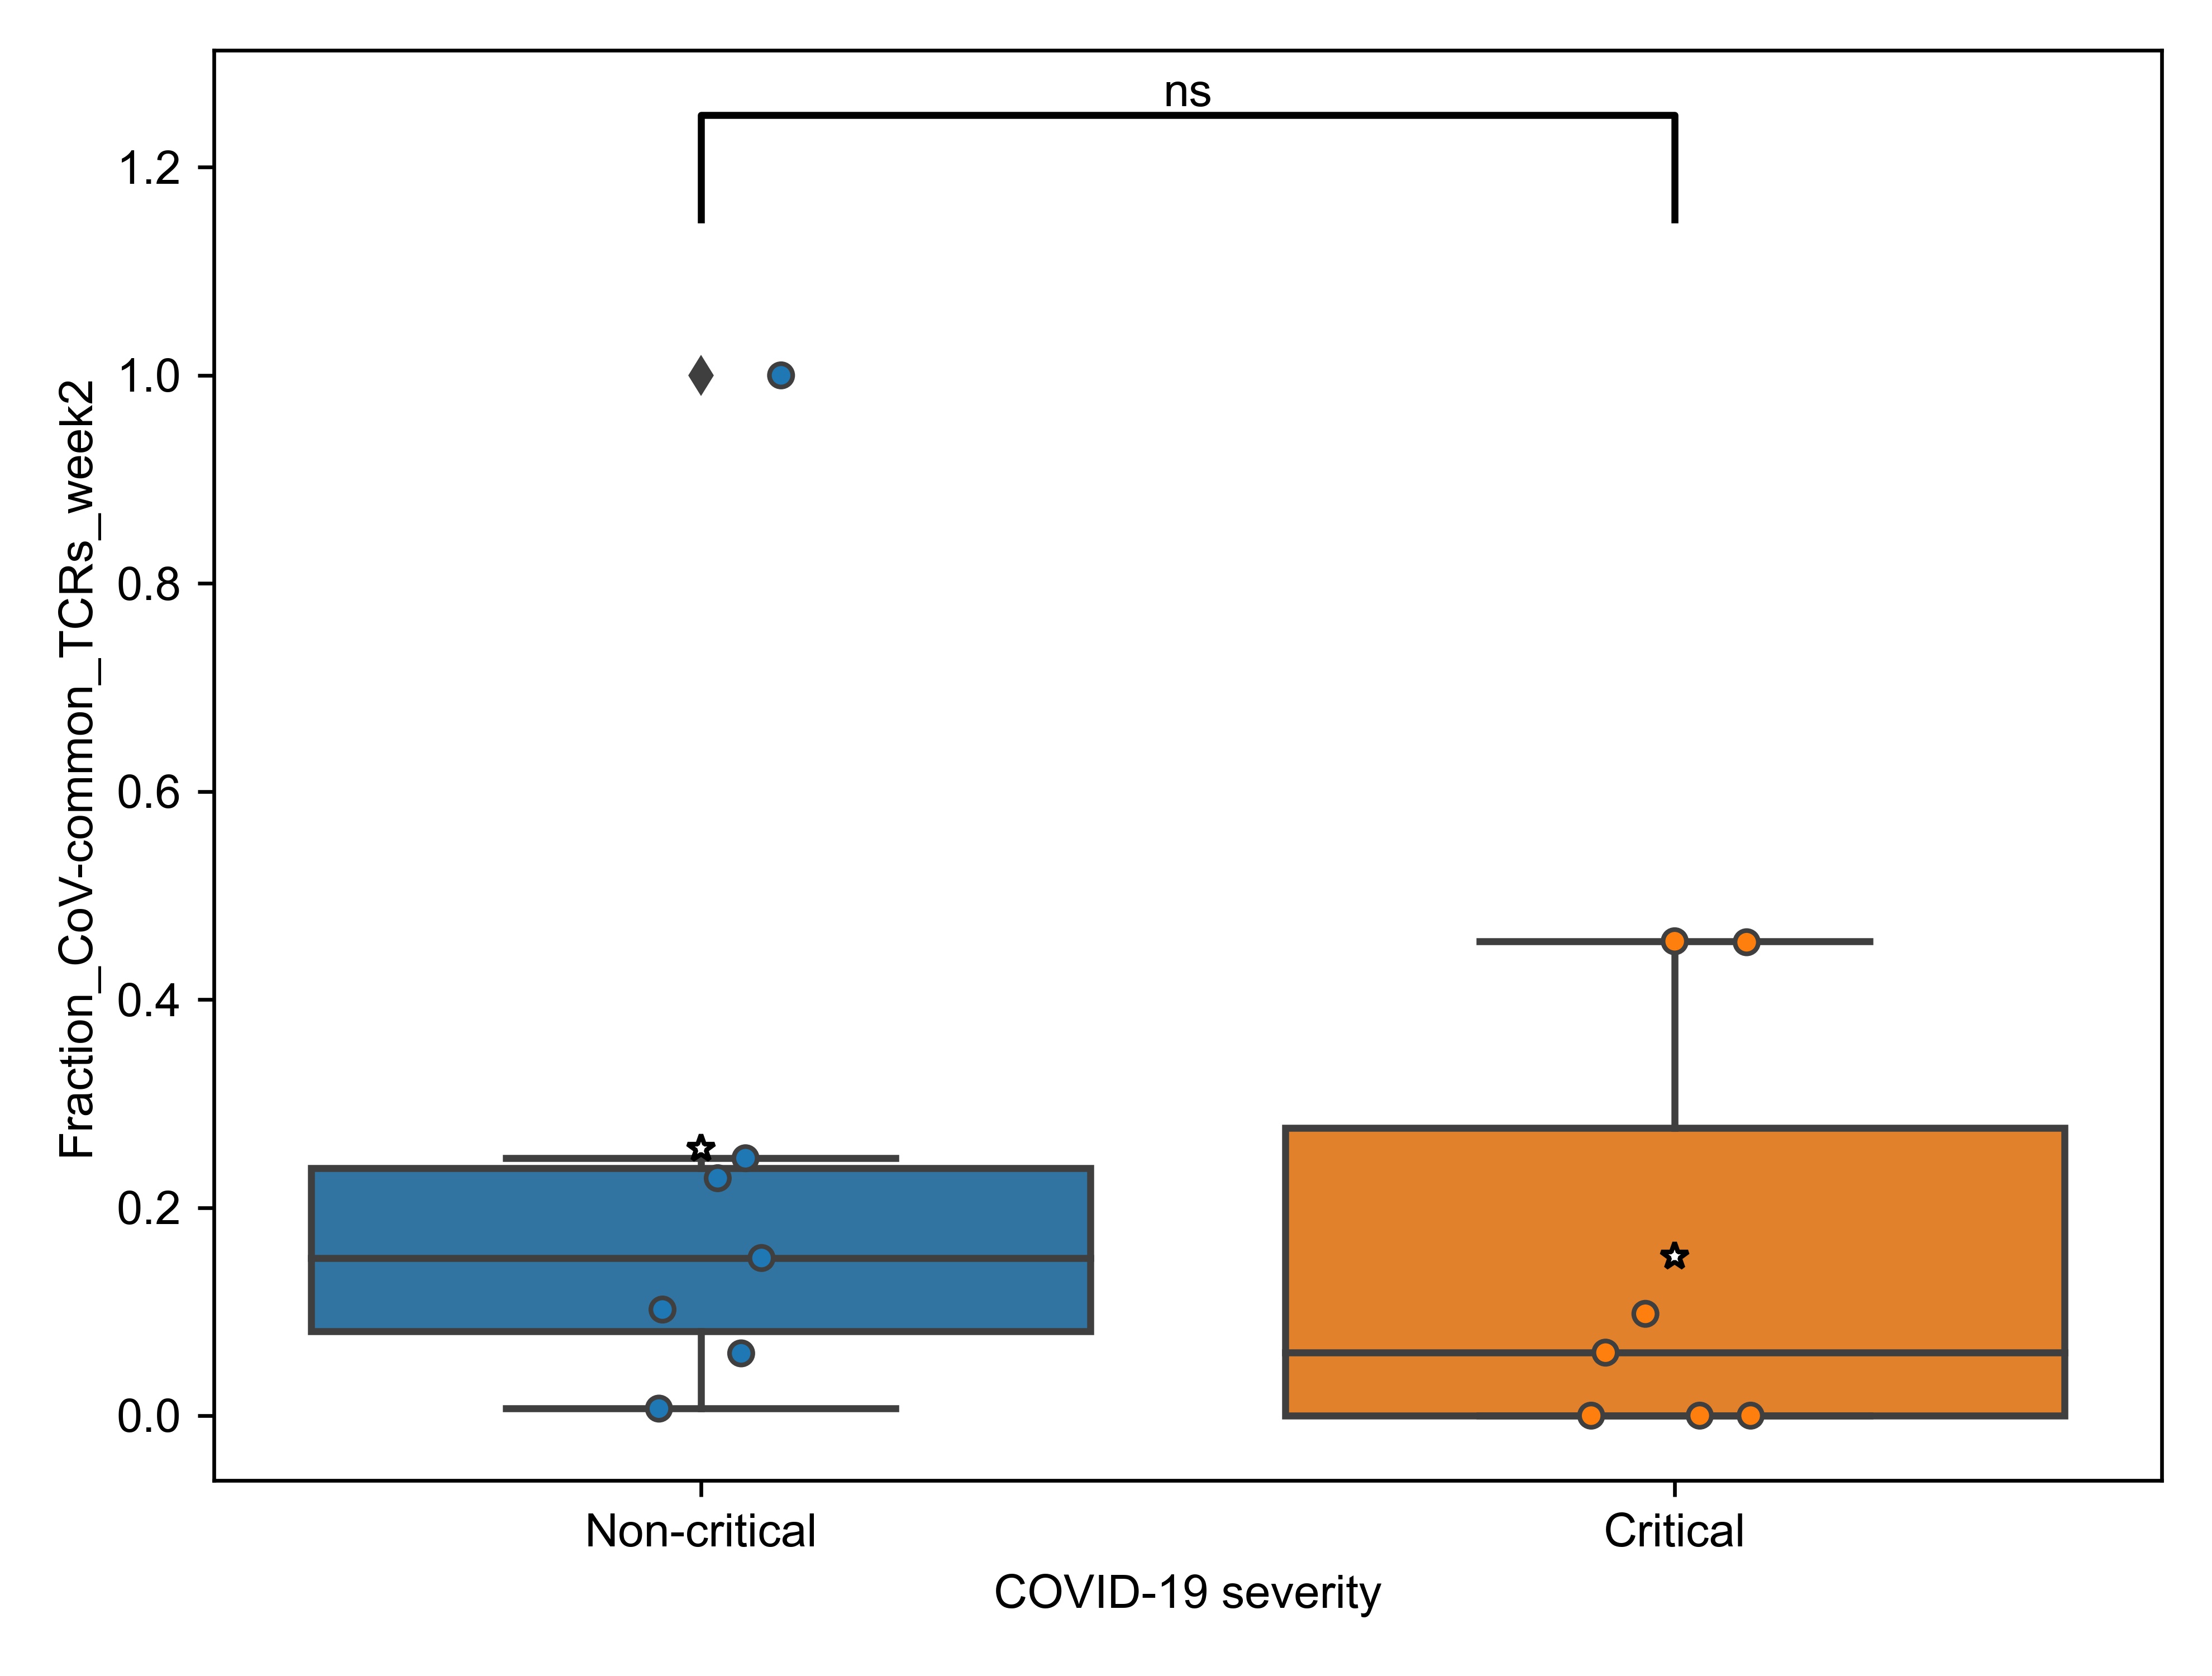 ns
Fraction_CoV-common_TCRs_week2
1.2
1.0
0.8
0.6
0.4
0.2
0.0
Non-critical
Critical
COVID-19 severity